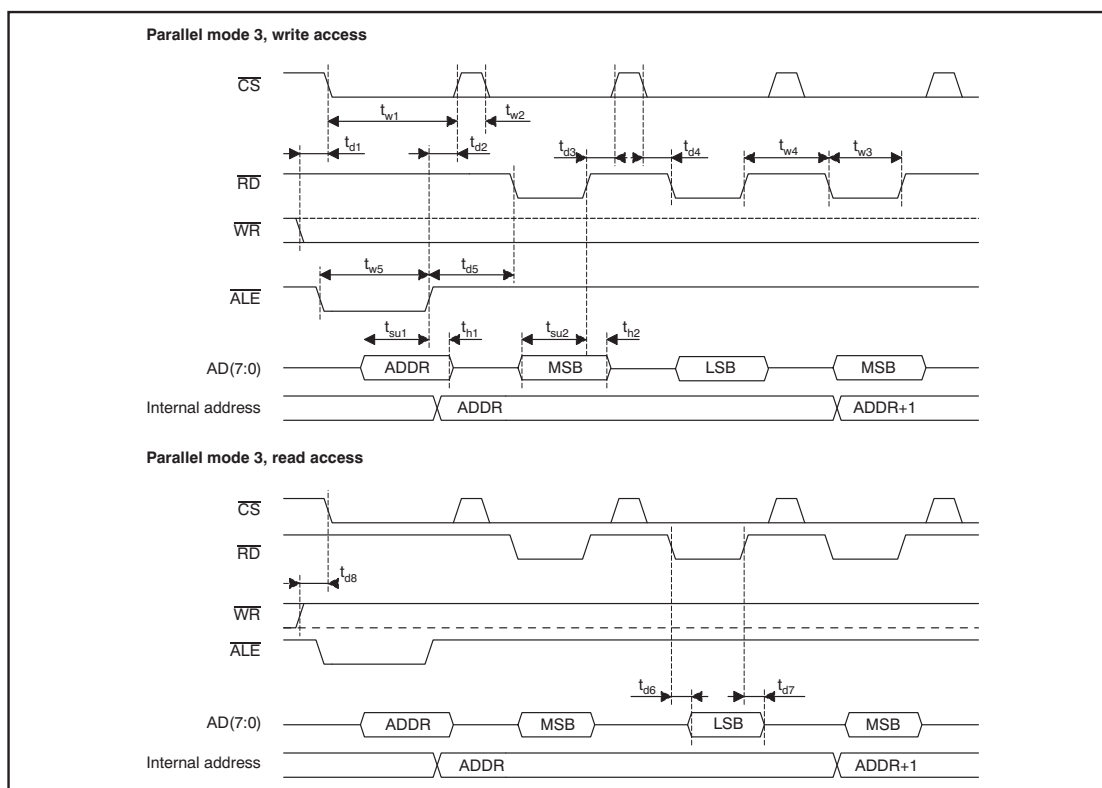 Parallel mode 3, write access
CS
tw1
tw2
td1
td2
td3
td4
tw4
tw3
RD
WR
tw5
td5
ALE
tsu1
th1
tsu2
th2
AD(7:0)
ADDR
MSB
LSB
MSB
Internal address
ADDR
ADDR+1
Parallel mode 3, read access
CS
RD
td8
WR
ALE
td6
td7
AD(7:0)
ADDR
MSB
LSB
MSB
Internal address
ADDR
ADDR+1